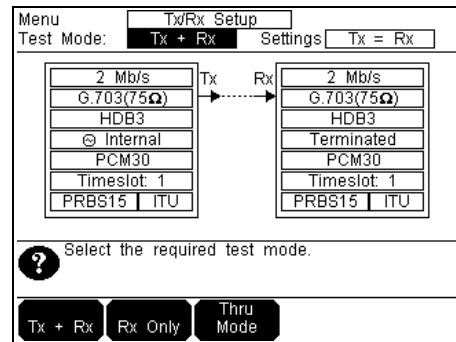 Menu Tx/Rx Setup
Test Mode: Tx + Rx Settings Tx = Rx
2 Mb/s Tx Rx 2 Mb/s
G.703(75Ω) G.703(75Ω)
HDB3 HDB3
Internal Terminated
PCM30 PCM30
Timeslot: 1 Timeslot: 1
PRBS15 ITU PRBS15 ITU
? Select the required test mode.
Tx + Rx Rx Only Thru Mode